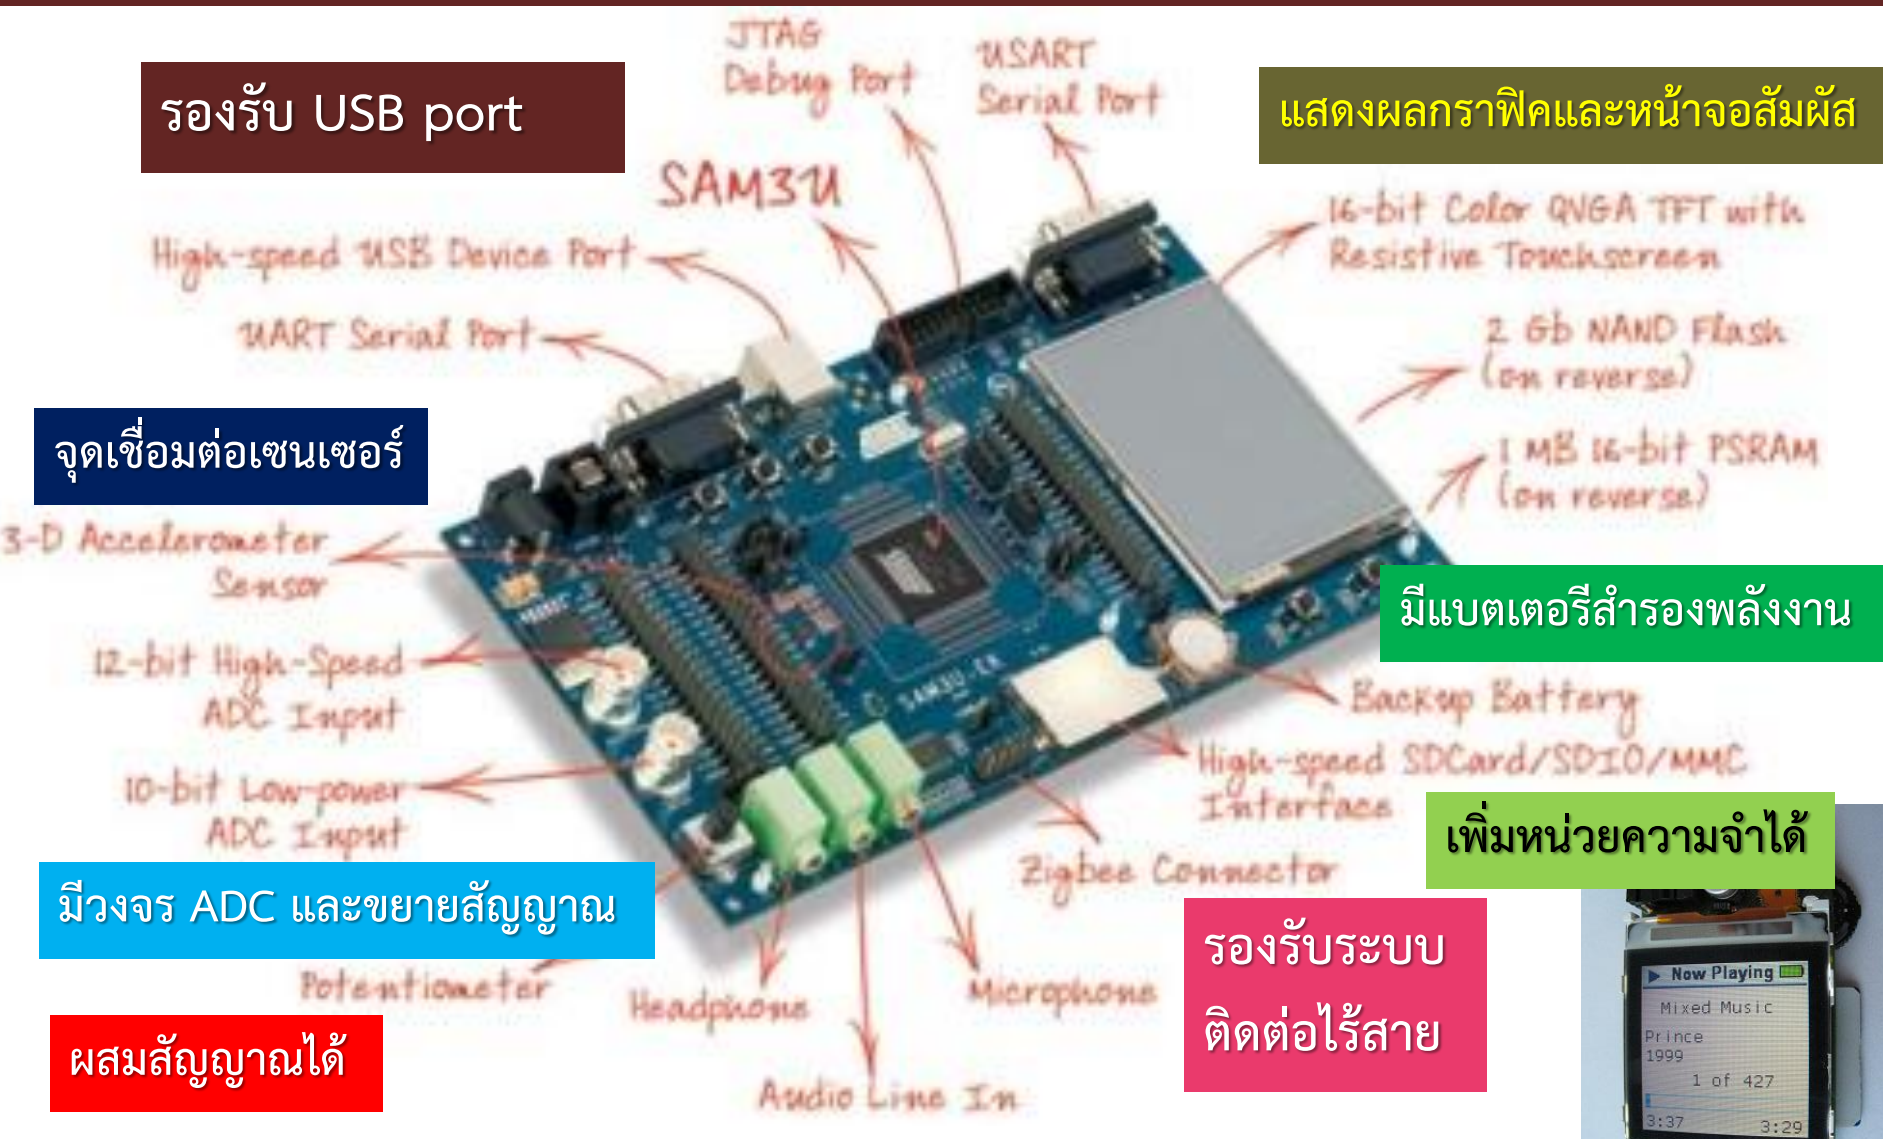 JTAG
Debug Port
USART
Serial Port
รองรับ USB port
แสดงผลกราฟิคและหน้าจอสัมผัส
SAM3U
16-bit Color QVGA TFT with
Resistive Touchscreen
High-speed USB Device Port
UART Serial Port
2 Gb NAND Flash
(on reverse)
จุดเชื่อมต่อเซนเซอร์
1 MB 16-bit PSRAM
(on reverse)
3-D Accelerometer
Sensor
มีแบตเตอรีสำรองพลังงาน
12-bit High-Speed
ADC Input
SAM3U-EK
Backup Battery
High-speed SDCard/SDIO/MMC
Interface
10-bit Low-power
ADC Input
เพิ่มหน่วยความจำได้
Zigbee Connector
มีวงจร ADC และขยายสัญญาณ
รองรับระบบ
ติดต่อไร้สาย
Potentiometer
Headphone
Microphone
Now Playing
Mixed Music
Prince
1999
1 of 427
3:37 3:29
ผสมสัญญาณได้
Audio Line In